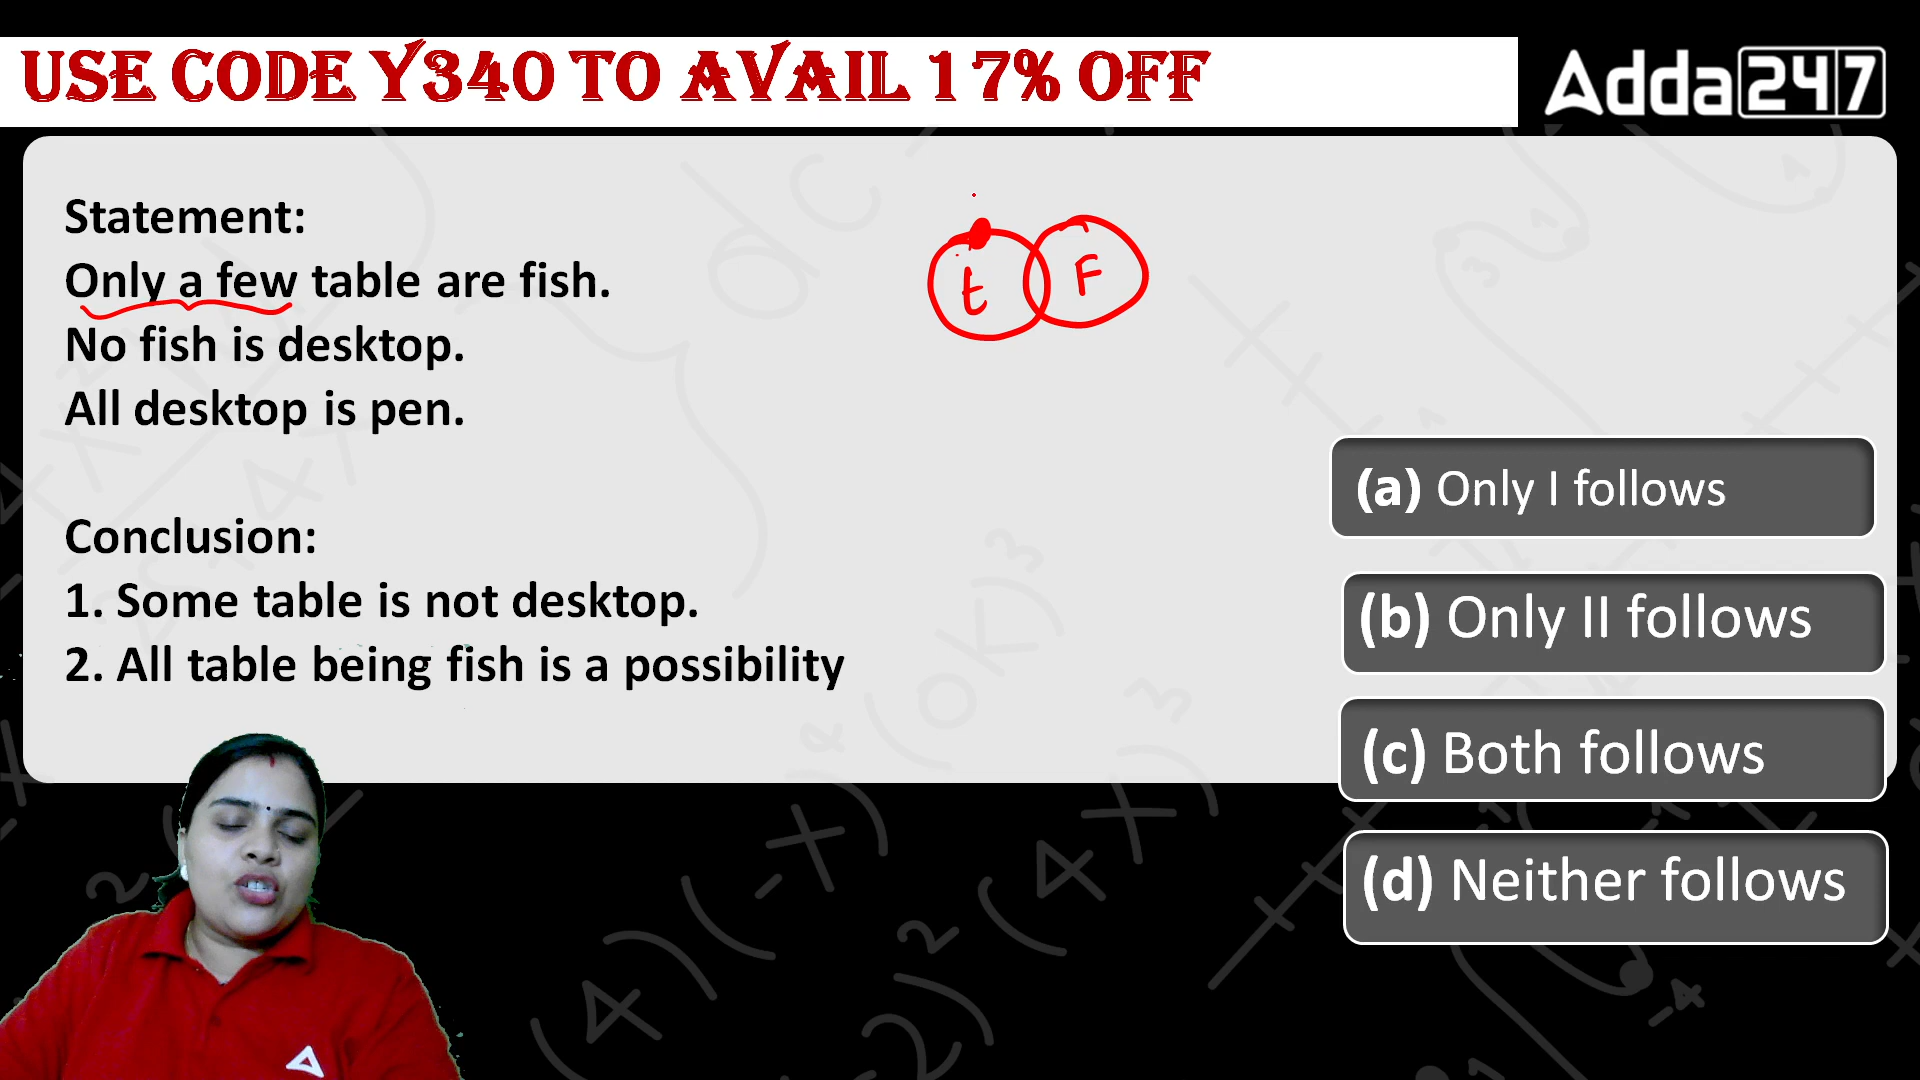 USE CODE Y340 TO AVAIL 17% OFF
Adda247
Statement:
Only a few table are fish.
No fish is desktop.
All desktop is pen.
t
F
Conclusion:
1. Some table is not desktop.
2. All table being fish is a possibility
(a) Only I follows
(b) Only II follows
(c) Both follows
(d) Neither follows